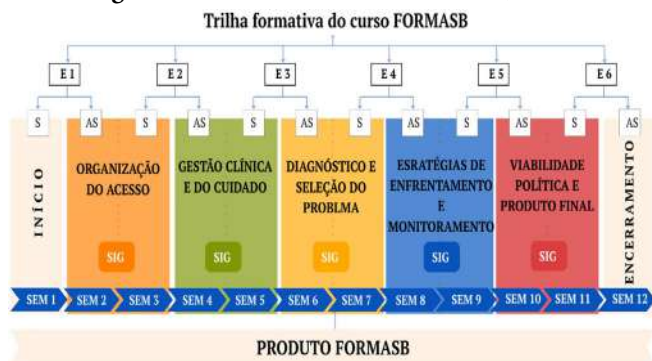 Trilha formativa do curso FORMASB
E 1 E 2 E 3 E 4 E 5 E 6
S AS S AS S AS S AS S AS S AS
INÍCIO
ORGANIZAÇÃO
DO ACESSO
SIG
GESTÃO CLÍNICA
E DO CUIDADO
SIG
DIAGNÓSTICO E
SELEÇÃO DO
PROBLMA
SIG
ESRATÉGIAS DE
ENFRENTAMENTO
E
MONITORAMENTO
SIG
VIABILIDADE
POLÍTICA E
PRODUTO FINAL
SIG
ENCERRAMENTO
SEM 1 SEM 2 SEM 3 SEM 4 SEM 5 SEM 6 SEM 7 SEM 8 SEM 9 SEM 10 SEM 11 SEM 12
PRODUTO FORMASB